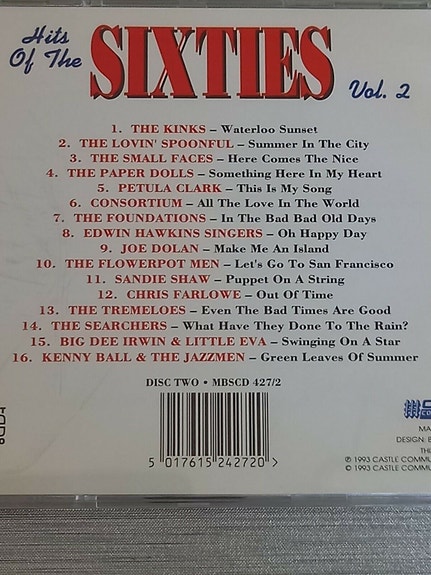 Hits
Of The
SIXTIES
Vol. 2
1. THE KINKS – Waterloo Sunset
2. THE LOVIN' SPOONFUL – Summer In The City
3. THE SMALL FACES – Here Comes The Nice
4. THE PAPER DOLLS – Something Here In My Heart
5. PETULA CLARK – This Is My Song
6. CONSORTIUM – All The Love In The World
7. THE FOUNDATIONS – In The Bad Bad Old Days
8. EDWIN HAWKINS SINGERS – Oh Happy Day
9. JOE DOLAN – Make Me An Island
10. THE FLOWERPOT MEN – Let's Go To San Francisco
11. SANDIE SHAW – Puppet On A String
12. CHRIS FARLOWE – Out Of Time
13. THE TREMELOES – Even The Bad Times Are Good
14. THE SEARCHERS – What Have They Done To The Rain?
15. BIG DEE IRWIN & LITTLE EVA – Swinging On A Star
16. KENNY BALL & THE JAZZMEN – Green Leaves Of Summer
DISC TWO • MBSCD 427/2
5 017615 242720 >
MA
DESIGN: B
THI
℗ 1993 CASTLE COMMU
© 1993 CASTLE COMMU